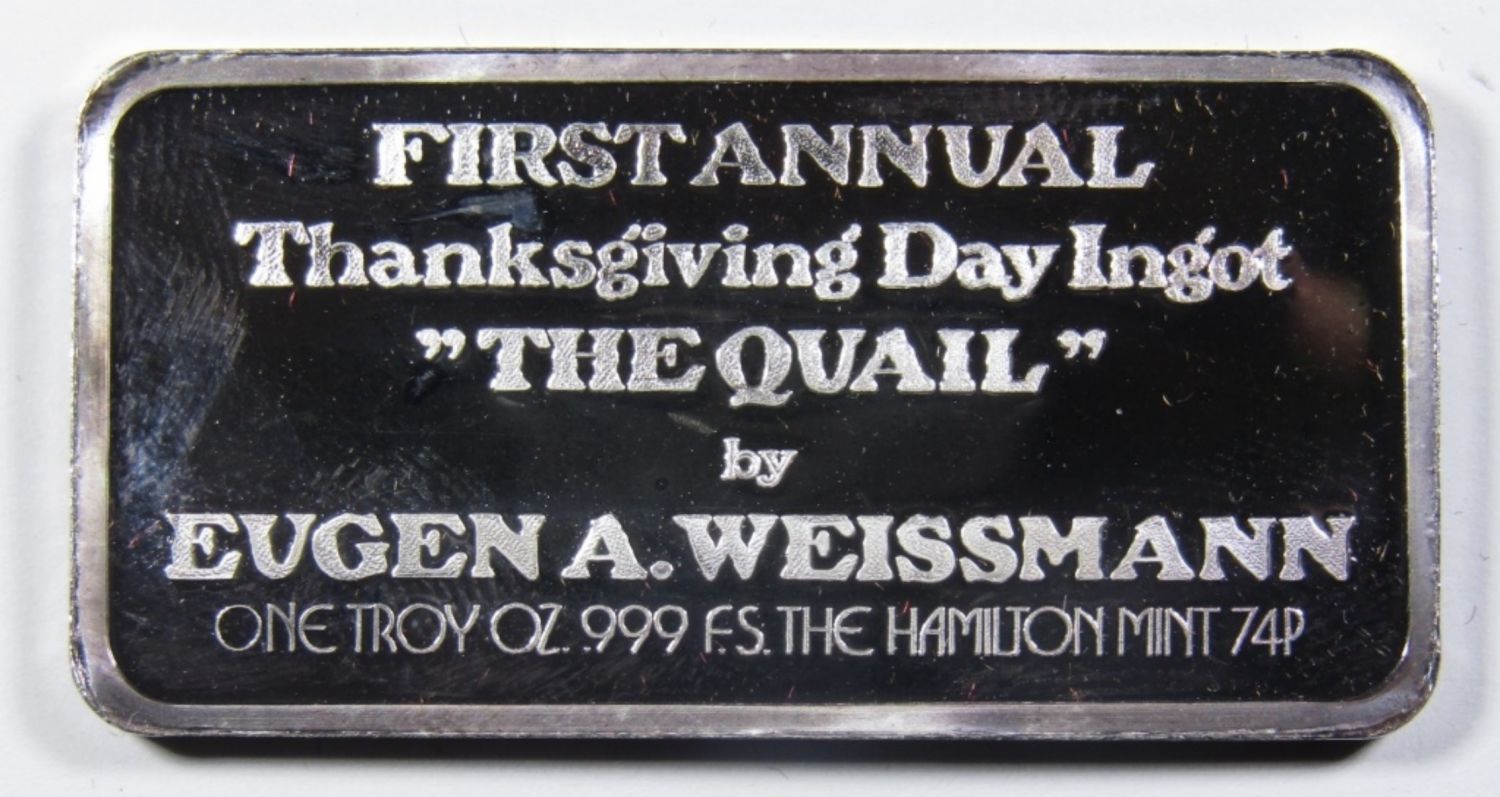 FIRST ANNUAL
Thanksgiving Day Ingot
”THE QUAIL”
by
EUGEN A. WEISSMANN
ONE TROY OZ. .999 F.S. THE HAMILTON MINT 74P